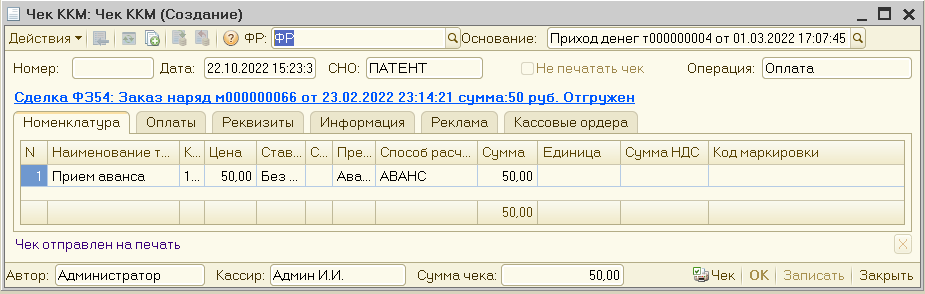 Чек ККМ: Чек ККМ (Создание)
Действия ФР: ФР Основание: Приход денег т000000004 от 01.03.2022 17:07:45
Номер: Дата: 22.10.2022 15:23:3 СНО: ПАТЕНТ Не печатать чек Операция: Оплата
Сделка ФЗ54: Заказ наряд м000000066 от 23.02.2022 23:14:21 сумма:50 руб. Отгружен
Номенклатура Оплаты Реквизиты Информация Реклама Кассовые ордера
N Наименование т... К... Цена Став... С... Пре... Способ расч... Сумма Единица Сумма НДС Код маркировки
1 Прием аванса 1... 50,00 Без ... Ава... АВАНС 50,00
50,00
Чек отправлен на печать
Автор: Администратор Кассир: Админ И.И. Сумма чека: 50,00 Чек OK Записать Закрыть